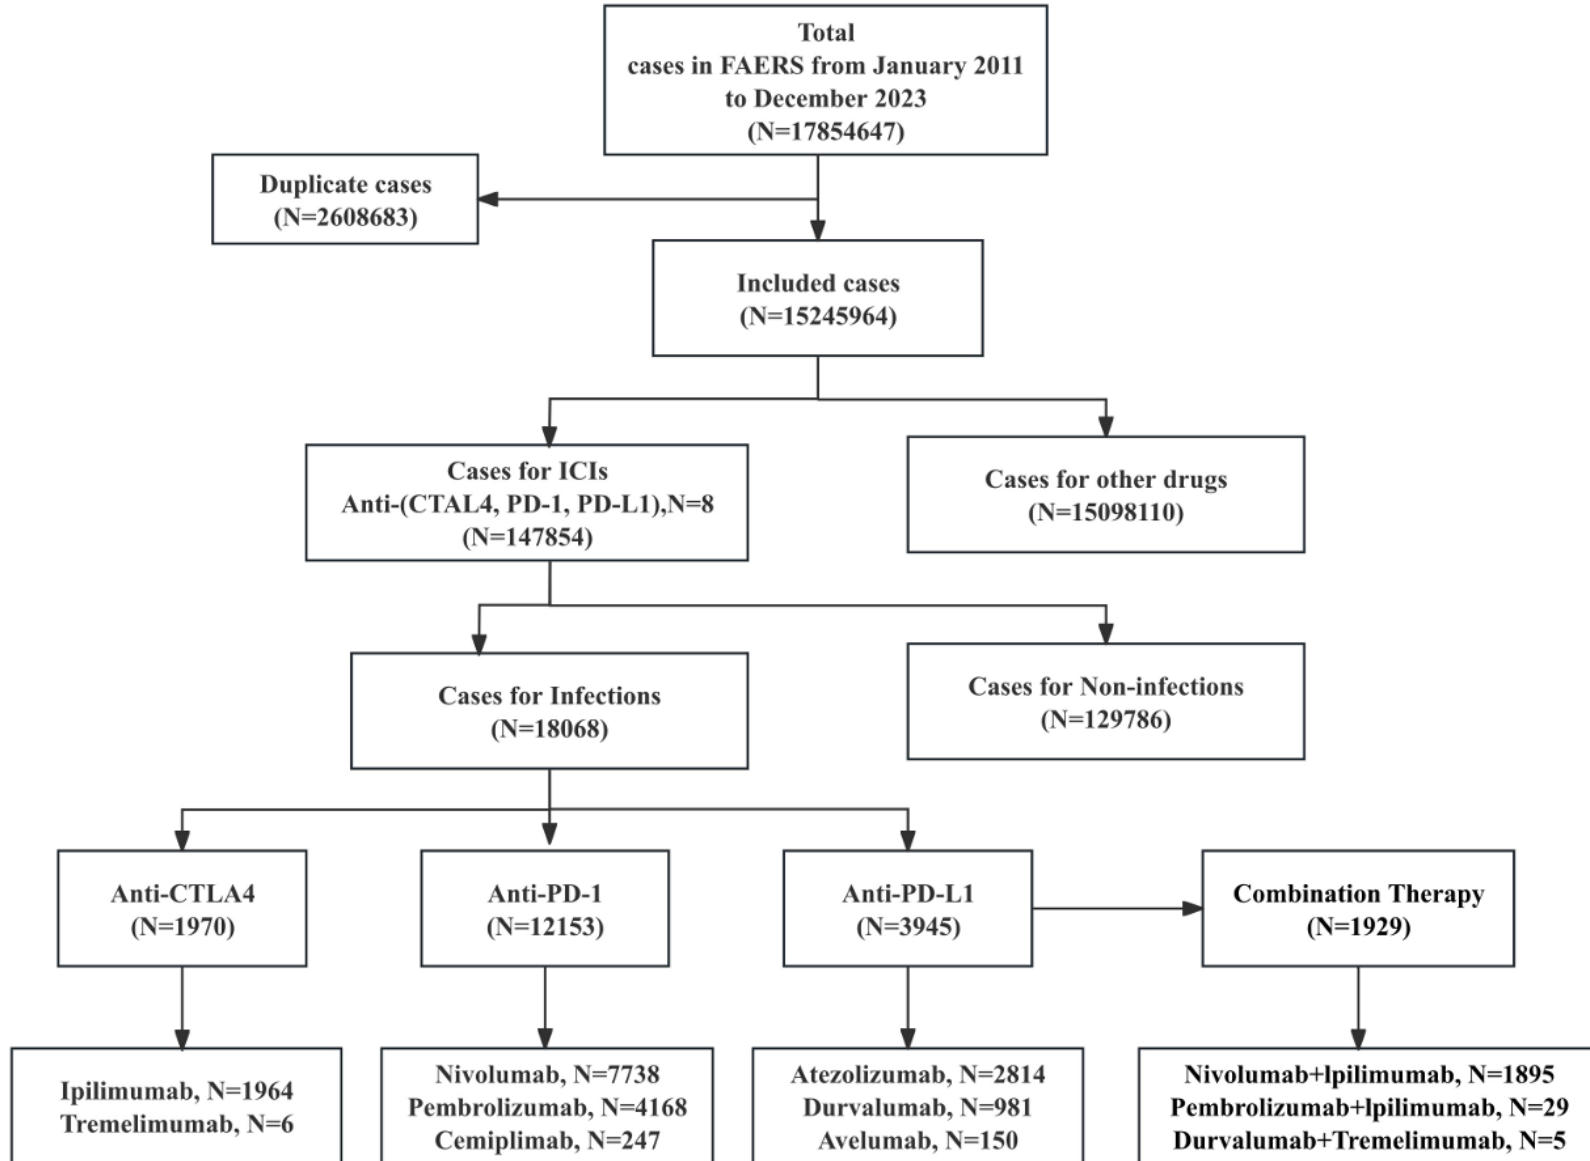 Total
cases in FAERS from January 2011
to December 2023
(N=17854647)
Duplicate cases
(N=2608683)
Included cases
(N=15245964)
Cases for ICIs
Anti-(CTAL4, PD-1, PD-L1),N=8
(N=147854)
Cases for other drugs
(N=15098110)
Cases for Infections
(N=18068)
Cases for Non-infections
(N=129786)
Anti-CTLA4
(N=1970)
Anti-PD-1
(N=12153)
Anti-PD-L1
(N=3945)
Combination Therapy
(N=1929)
Ipilimumab, N=1964
Tremelimumab, N=6
Nivolumab, N=7738
Pembrolizumab, N=4168
Cemiplimab, N=247
Atezolizumab, N=2814
Durvalumab, N=981
Avelumab, N=150
Nivolumab+lpilimumab, N=1895
Pembrolizumab+lpilimumab, N=29
Durvalumab+Tremelimumab, N=5